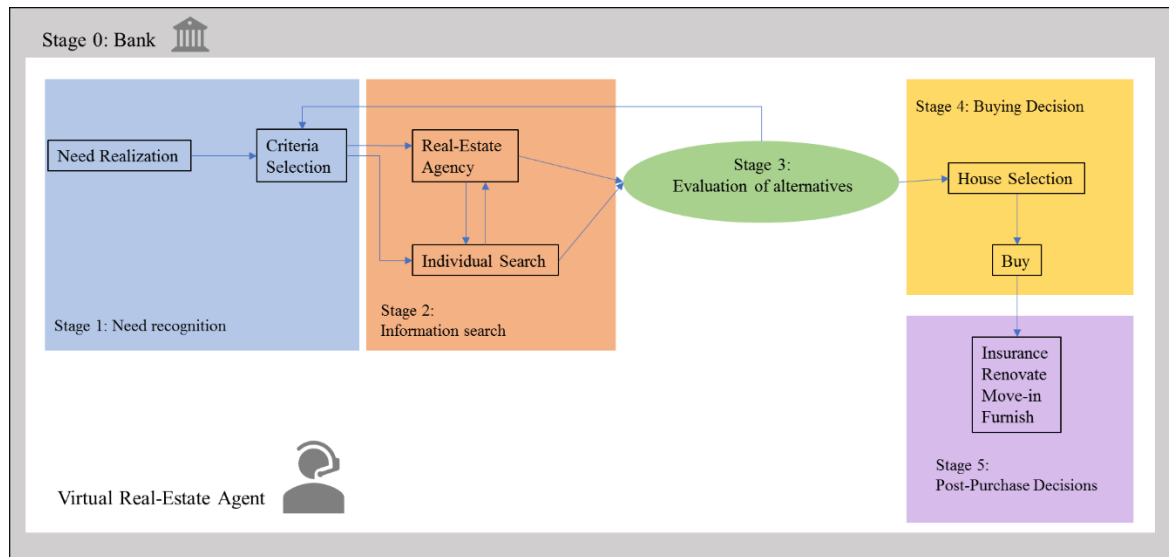 Stage 0: Bank
Need Realization
Criteria
Selection
Stage 1: Need recognition
Real-Estate
Agency
Individual Search
Stage 2:
Information search
Stage 3:
Evaluation of alternatives
Stage 4: Buying Decision
House Selection
Buy
Insurance
Renovate
Move-in
Furnish
Stage 5:
Post-Purchase Decisions
Virtual Real-Estate Agent